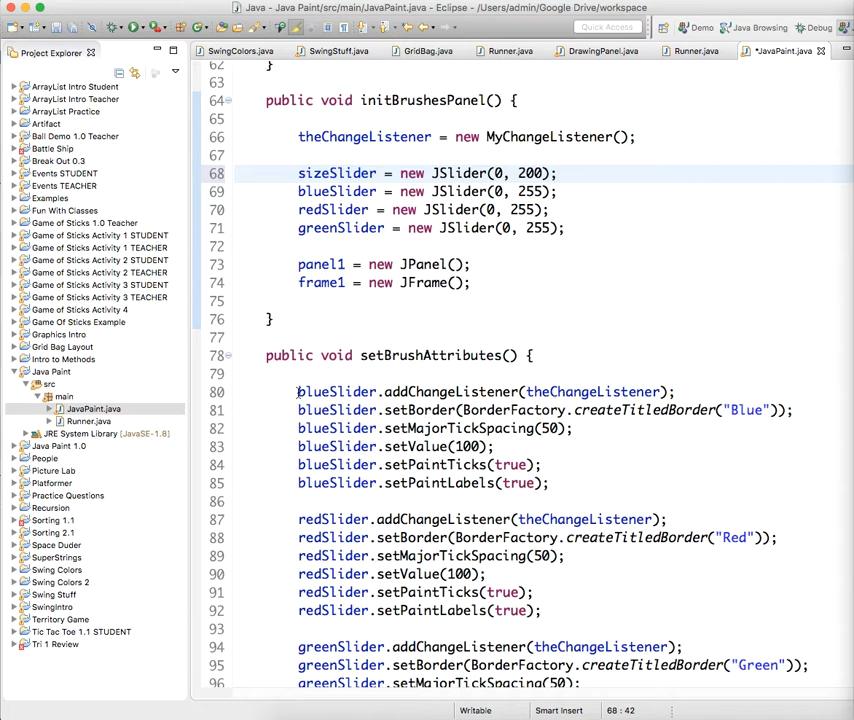 Java - Java Paint/src/main/JavaPaint.java - Eclipse - /Users/admin/Google Drive/workspace
Quick Access
Demo
Java Browsing
Debug
Project Explorer
SwingColors.java
SwingStuff.java
GridBag.java
Runner.java
DrawingPanel.java
Runner.java
*JavaPaint.java
ArrayList Intro Student
ArrayList Intro Teacher
ArrayList Practice
Artifact
Ball Demo 1.0 Teacher
Battle Ship
Break Out 0.3
Events STUDENT
Events TEACHER
Examples
Fun With Classes
Game of Sticks 1.0 Teacher
Game of Sticks Activity 1 STUDENT
Game of Sticks Activity 1 TEACHER
Game of Sticks Activity 2 STUDENT
Game of Sticks Activity 2 TEACHER
Game of Sticks Activity 3 STUDENT
Game of Sticks Activity 3 TEACHER
Game of Sticks Activity 4
Game Of Sticks Example
Graphics Intro
Grid Bag Layout
Intro to Methods
Java Paint
src
main
JavaPaint.java
Runner.java
JRE System Library [JavaSE-1.8]
Java Paint 1.0
People
Picture Lab
Platformer
Practice Questions
Recursion
Sorting 1.1
Sorting 2.1
Space Duder
SuperStrings
Swing Colors
Swing Colors 2
Swing Stuff
SwingIntro
Territory Game
Tic Tac Toe 1.1 STUDENT
Tri 1 Review
62 }
63
64 public void initBrushesPanel() {
65
66 theChangeListener = new MyChangeListener();
67
68 sizeSlider = new JSlider(0, 200);
69 blueSlider = new JSlider(0, 255);
70 redSlider = new JSlider(0, 255);
71 greenSlider = new JSlider(0, 255);
72
73 panel1 = new JPanel();
74 frame1 = new JFrame();
75
76 }
77
78 public void setBrushAttributes() {
79
80 blueSlider.addChangeListener(theChangeListener);
81 blueSlider.setBorder(BorderFactory.createTitledBorder("Blue"));
82 blueSlider.setMajorTickSpacing(50);
83 blueSlider.setValue(100);
84 blueSlider.setPaintTicks(true);
85 blueSlider.setPaintLabels(true);
86
87 redSlider.addChangeListener(theChangeListener);
88 redSlider.setBorder(BorderFactory.createTitledBorder("Red"));
89 redSlider.setMajorTickSpacing(50);
90 redSlider.setValue(100);
91 redSlider.setPaintTicks(true);
92 redSlider.setPaintLabels(true);
93
94 greenSlider.addChangeListener(theChangeListener);
95 greenSlider.setBorder(BorderFactory.createTitledBorder("Green"));
96 greenSlider.setMajorTickSpacing(50);
Writable
Smart Insert
68 : 42